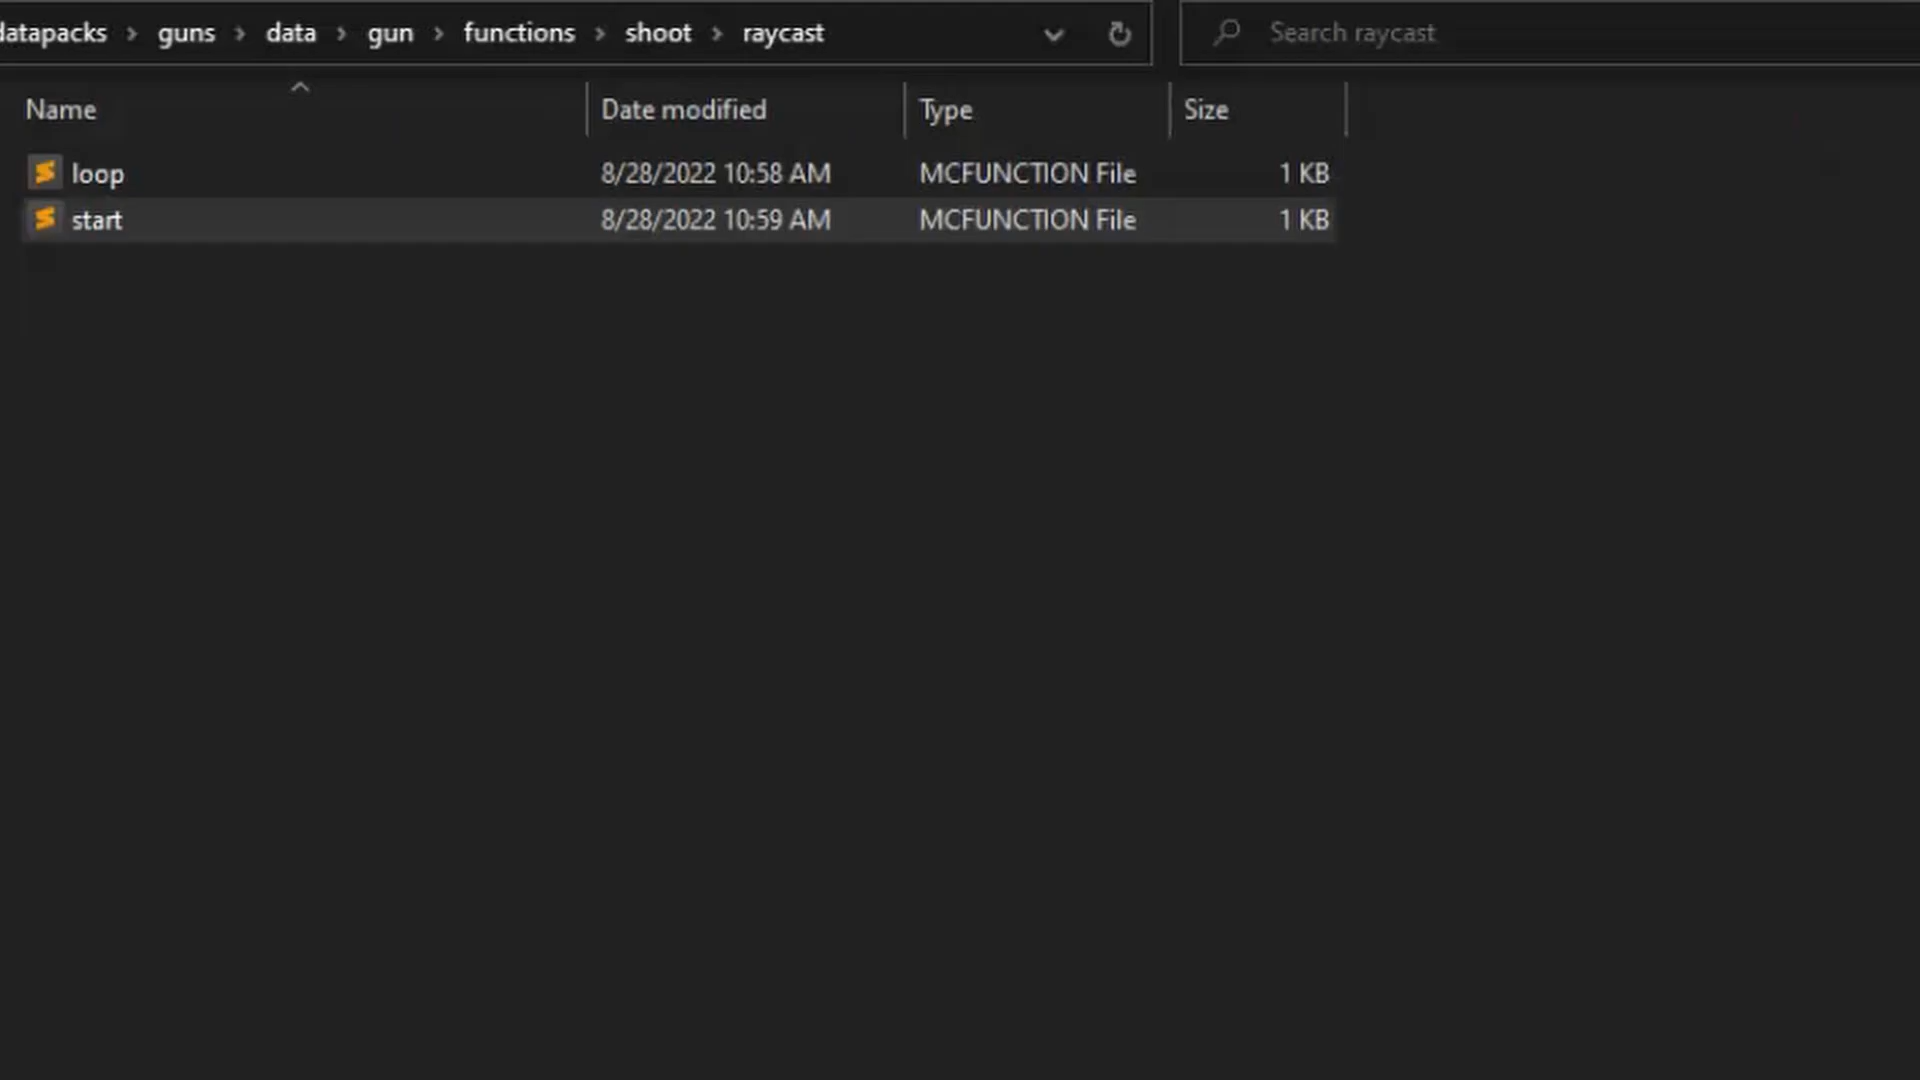 datapacks > guns > data > gun > functions > shoot > raycast
Search raycast
Name Date modified Type Size
loop 8/28/2022 10:58 AM MCFUNCTION File 1 KB
start 8/28/2022 10:59 AM MCFUNCTION File 1 KB